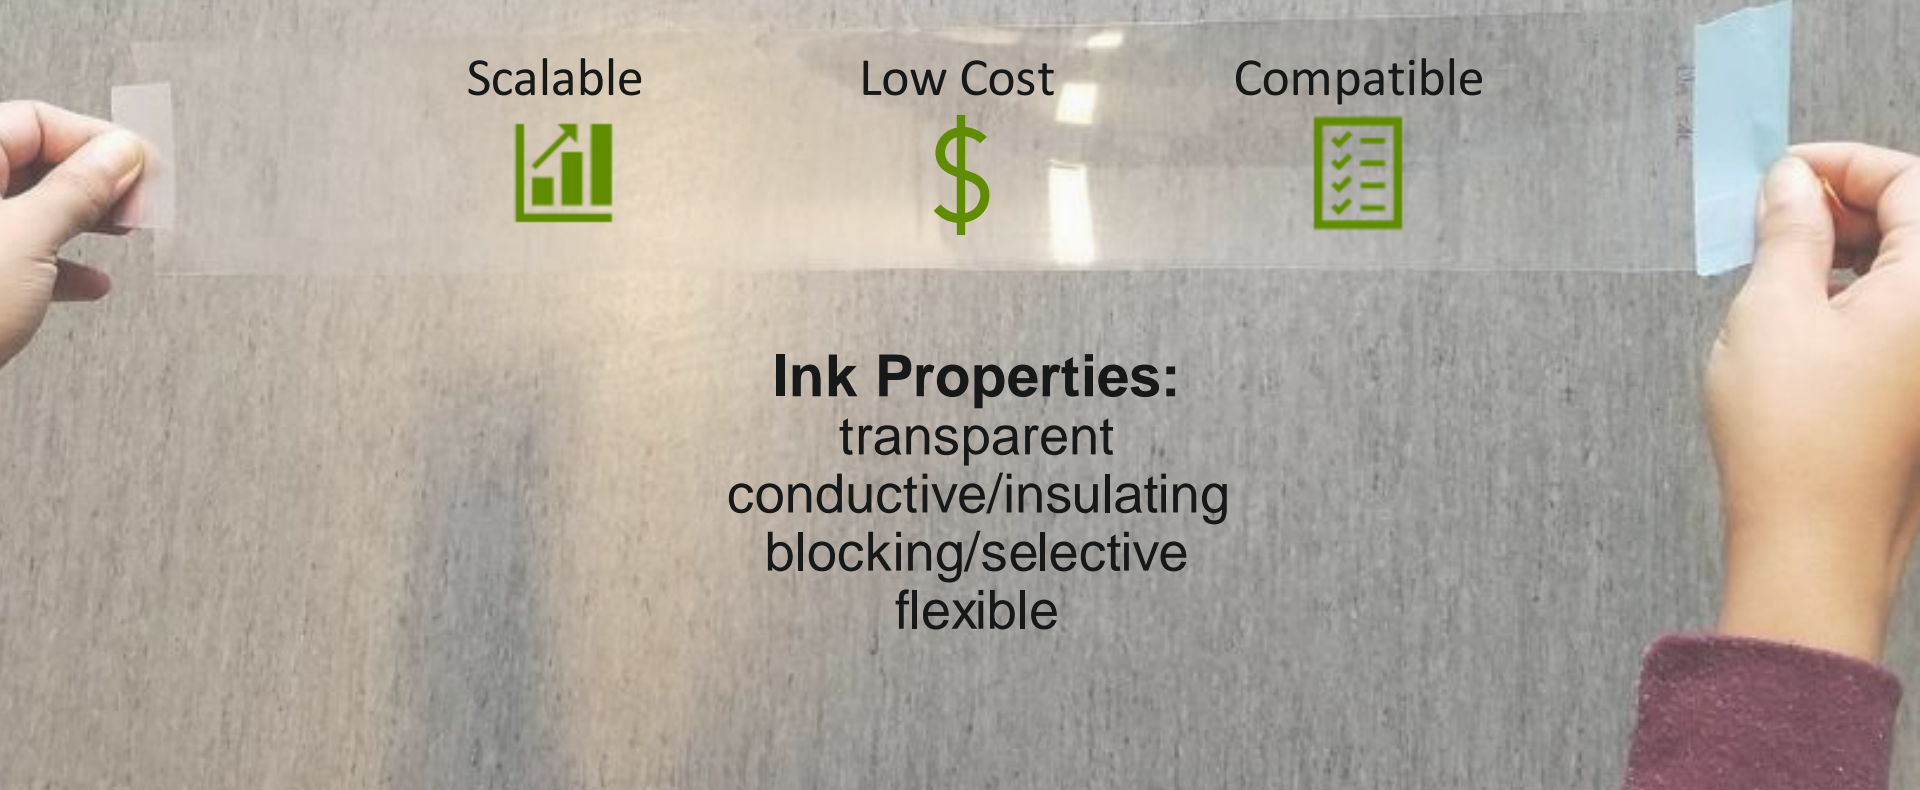 Scalable
Low Cost
Compatible
$
Ink Properties:
transparent
conductive/insulating
blocking/selective
flexible